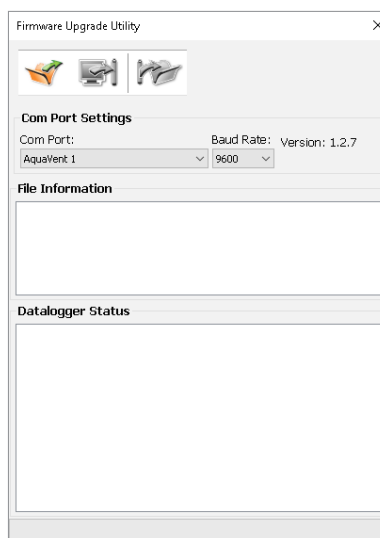 Firmware Upgrade Utility
Com Port Settings
Com Port: Baud Rate: Version: 1.2.7
AquaVent 1 9600
File Information
Datalogger Status